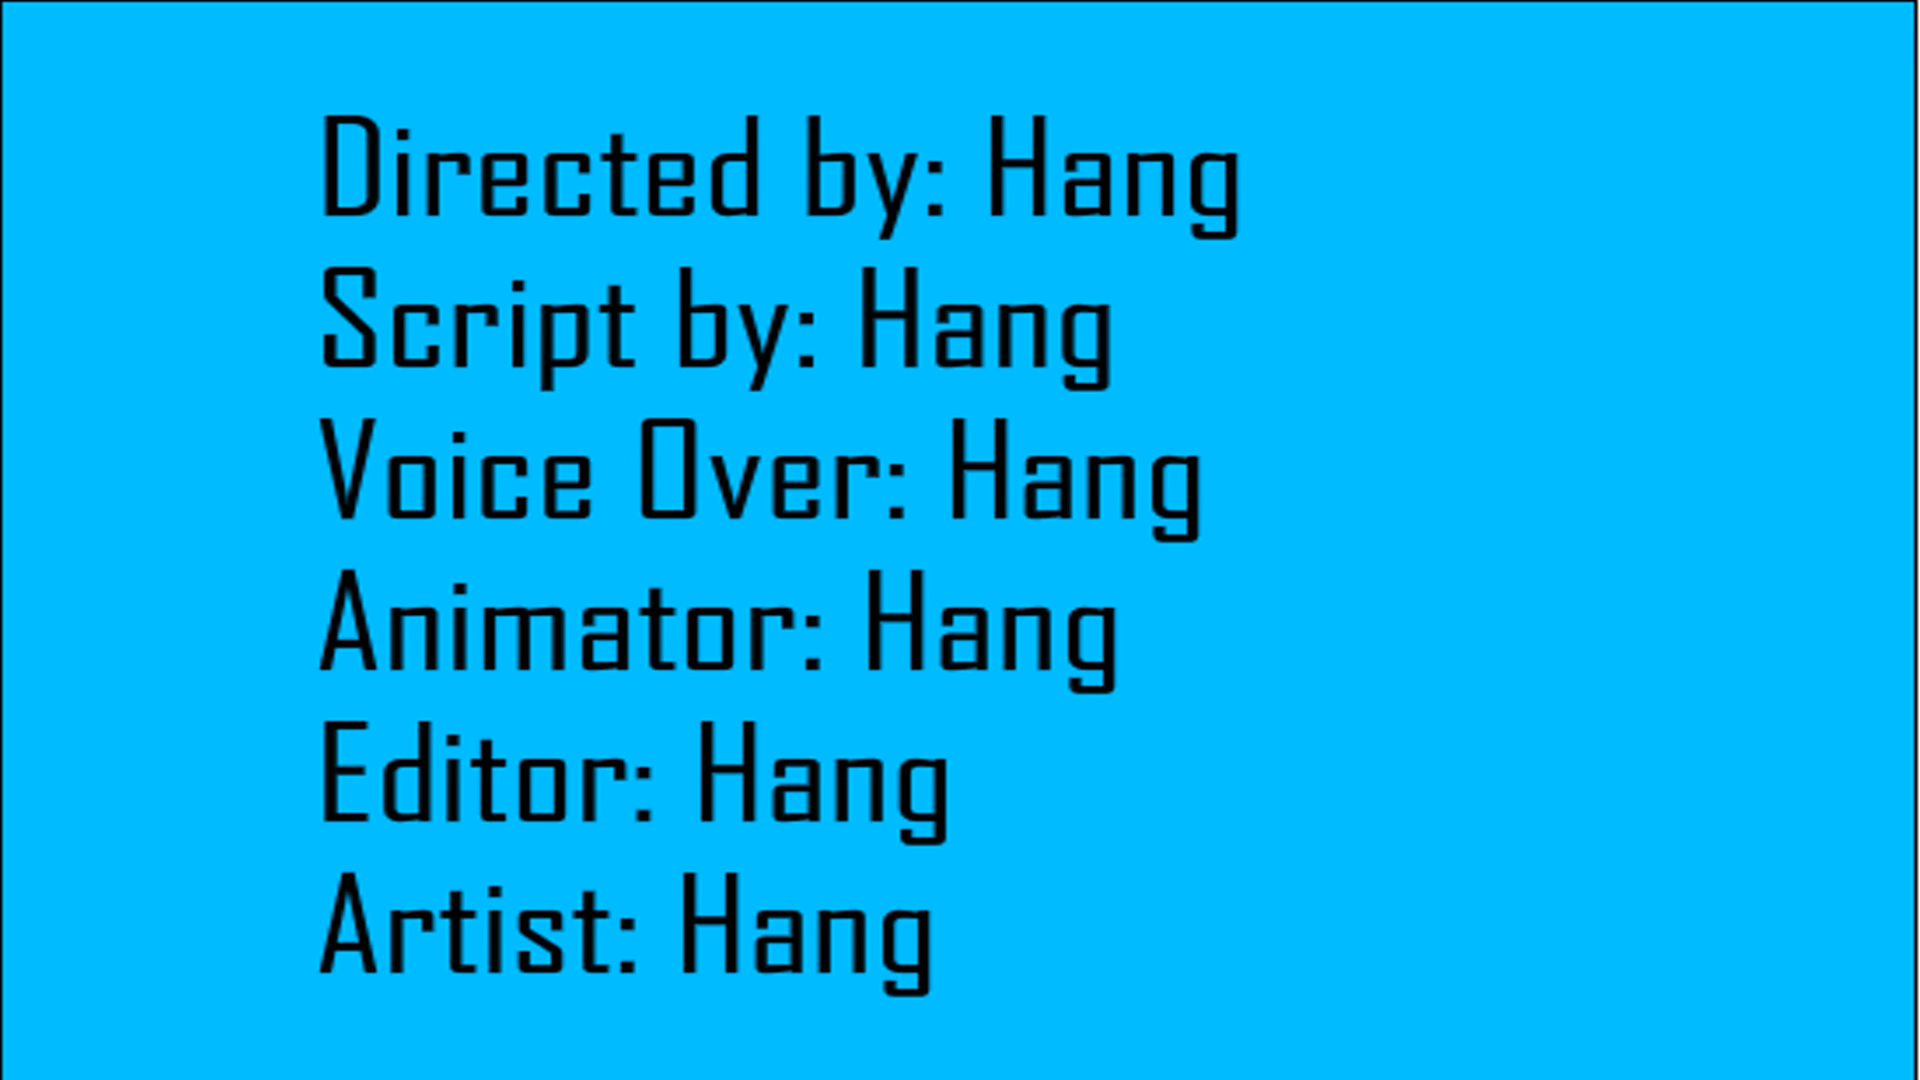 Directed by: Hang
Script by: Hang
Voice Over: Hang
Animator: Hang
Editor: Hang
Artist: Hang